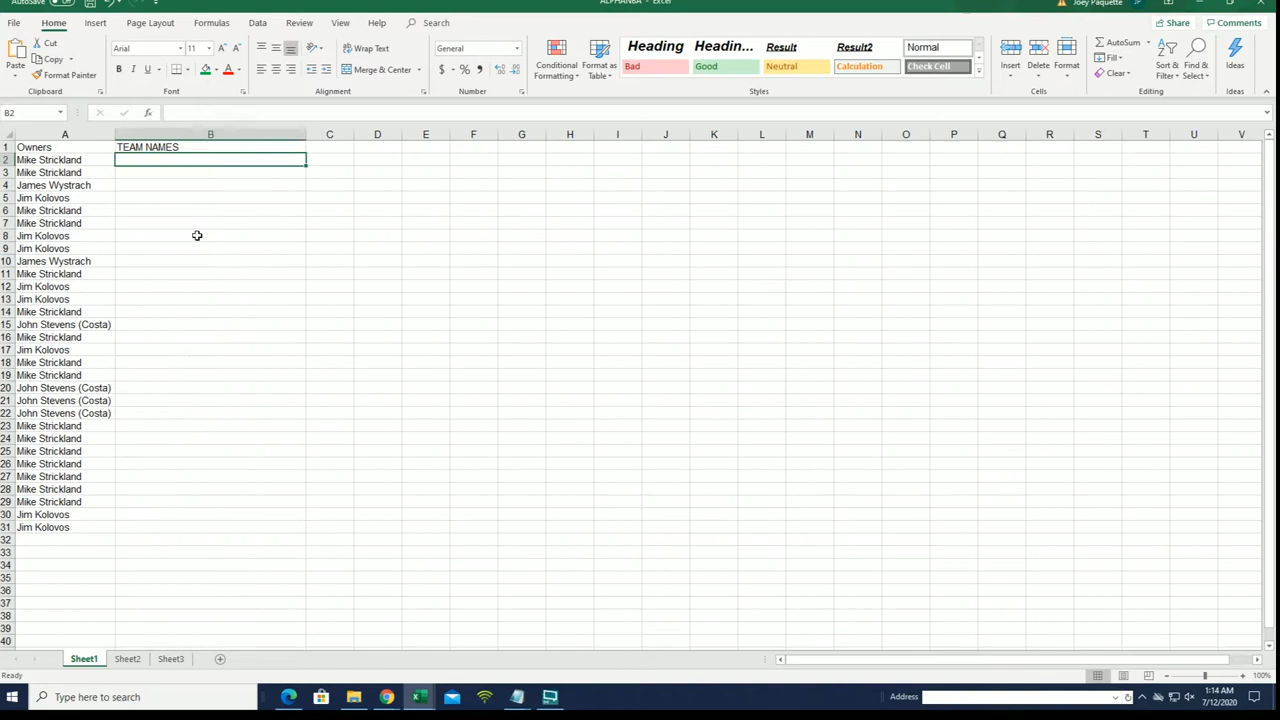 AutoSave Off ALPHANBA - Excel Joey Paquette JP
File Home Insert Page Layout Formulas Data Review View Help Search Share Comments
Paste Cut Copy Format Painter Clipboard
Arial 11 B I U Font
Wrap Text Merge & Center Alignment
General $ % Number
Conditional Formatting Format as Table
Heading Headin... Result Result2 Normal
Bad Good Neutral Calculation Check Cell
Styles
Insert Delete Format Cells
AutoSum Fill Clear Sort & Filter Find & Select Editing
Ideas Ideas
B2 fx
A B C D E F G H I J K L M N O P Q R S T U V
1 Owners TEAM NAMES
2 Mike Strickland
3 Mike Strickland
4 James Wystrach
5 Jim Kolovos
6 Mike Strickland
7 Mike Strickland
8 Jim Kolovos
9 Jim Kolovos
10 James Wystrach
11 Mike Strickland
12 Jim Kolovos
13 Jim Kolovos
14 Mike Strickland
15 John Stevens (Costa)
16 Mike Strickland
17 Jim Kolovos
18 Mike Strickland
19 Mike Strickland
20 John Stevens (Costa)
21 John Stevens (Costa)
22 John Stevens (Costa)
23 Mike Strickland
24 Mike Strickland
25 Mike Strickland
26 Mike Strickland
27 Mike Strickland
28 Mike Strickland
29 Mike Strickland
30 Jim Kolovos
31 Jim Kolovos
32
33
34
35
36
37
38
39
40
Sheet1 Sheet2 Sheet3
Ready 100%
Type here to search Address 1:14 AM
7/12/2020